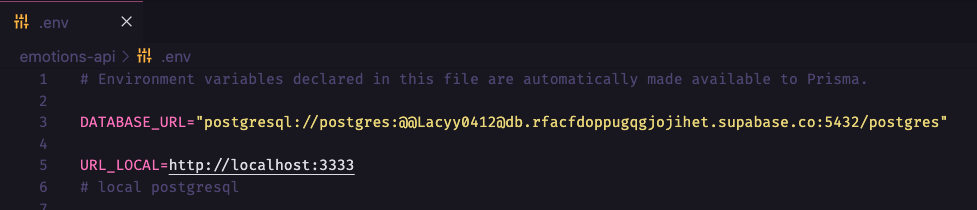 .env
emotions-api > .env
1 # Environment variables declared in this file are automatically made available to Prisma.
2
3 DATABASE_URL="postgresql://postgres:@@Lacyy0412@db.rfacfdoppugqgjojihet.supabase.co:5432/postgres"
4
5 URL_LOCAL=http://localhost:3333
6 # local postgresql
7